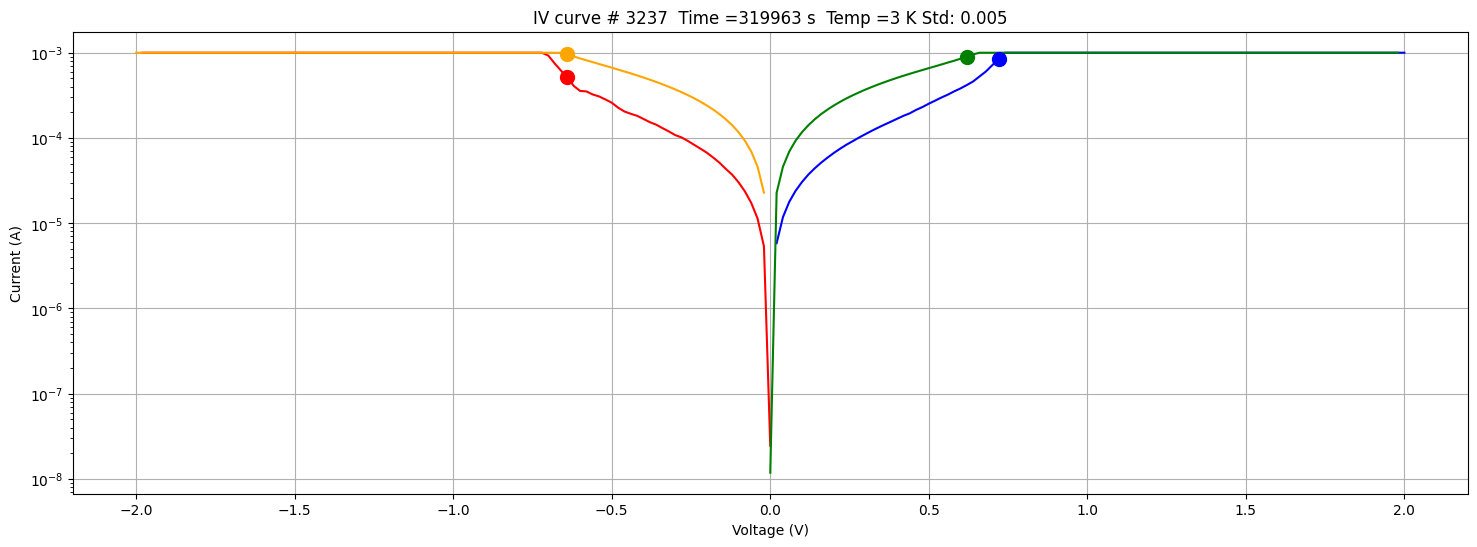 IV curve # 3237  Time =319963 s  Temp =3 K Std: 0.005
10⁻³
10⁻⁴
10⁻⁵
10⁻⁶
10⁻⁷
10⁻⁸
Current (A)
−2.0 −1.5 −1.0 −0.5 0.0 0.5 1.0 1.5 2.0
Voltage (V)